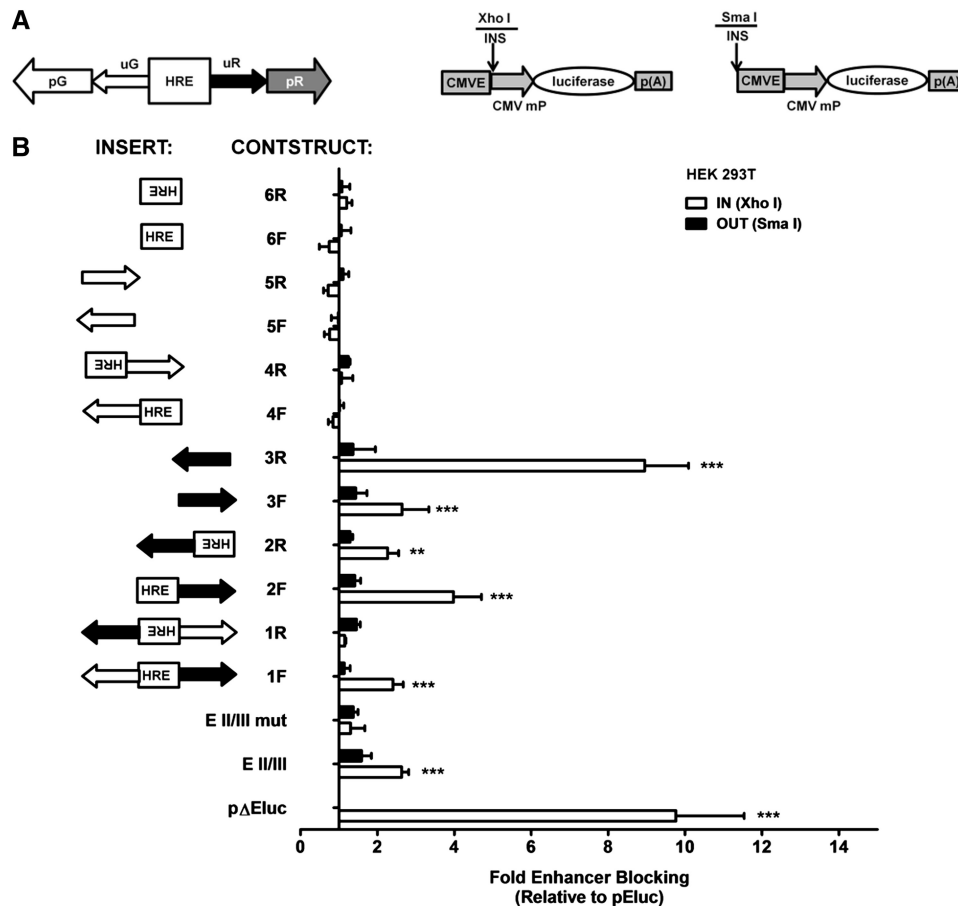 A
uG
uR
pG
HRE
pR
Xho I
INS
CMVE
luciferase
p(A)
CMV mP
Sma I
INS
CMVE
luciferase
p(A)
CMV mP
B
INSERT:
CONTSTRUCT:
HEK 293T
IN (Xho I)
OUT (Sma I)
HRE
6R
HRE
6F
5R
5F
HRE
4R
HRE
4F
3R
***
3F
***
HRE
2R
**
HRE
2F
***
HRE
1R
HRE
1F
***
E II/III mut
E II/III
***
pΔEluc
***
0
2
4
6
8
10
12
14
Fold Enhancer Blocking
(Relative to pEluc)